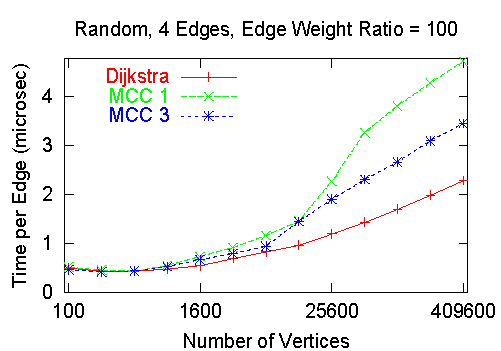 Random, 4 Edges, Edge Weight Ratio = 100
Dijkstra
MCC 1
MCC 3
Time per Edge (microsec)
4
3
2
1
0
100
1600
25600
409600
Number of Vertices